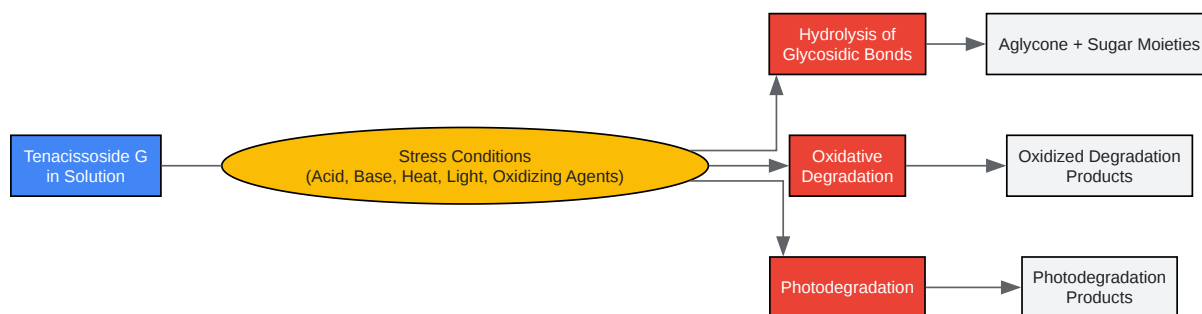 Tenacissoside G
in Solution
Stress Conditions
(Acid, Base, Heat, Light, Oxidizing Agents)
Hydrolysis of
Glycosidic Bonds
Aglycone + Sugar Moieties
Oxidative
Degradation
Oxidized Degradation
Products
Photodegradation
Photodegradation
Products